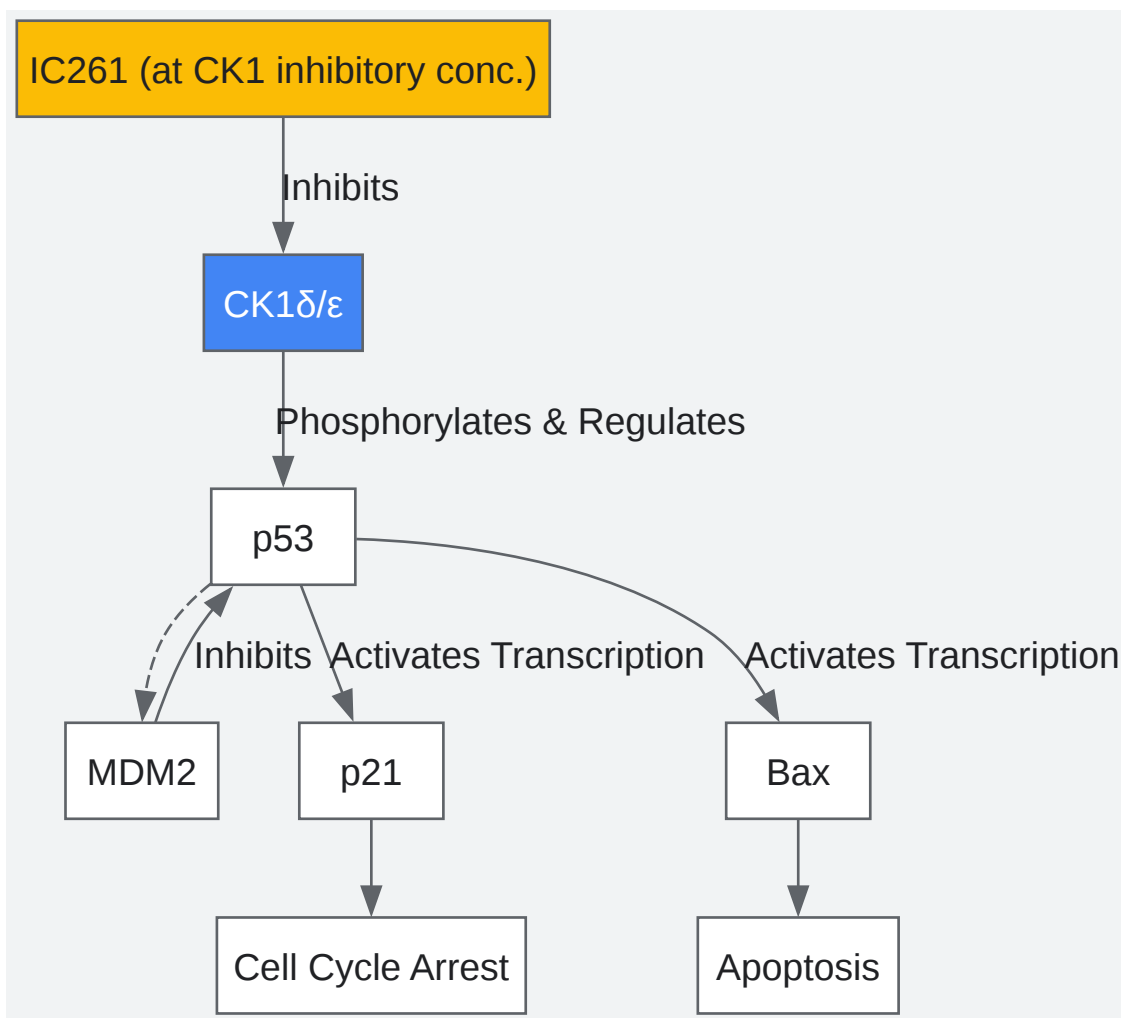 IC261 (at CK1 inhibitory conc.)
Inhibits
CK1δ/ε
Phosphorylates & Regulates
p53
Inhibits
Activates Transcription
Activates Transcription
MDM2
p21
Bax
Cell Cycle Arrest
Apoptosis